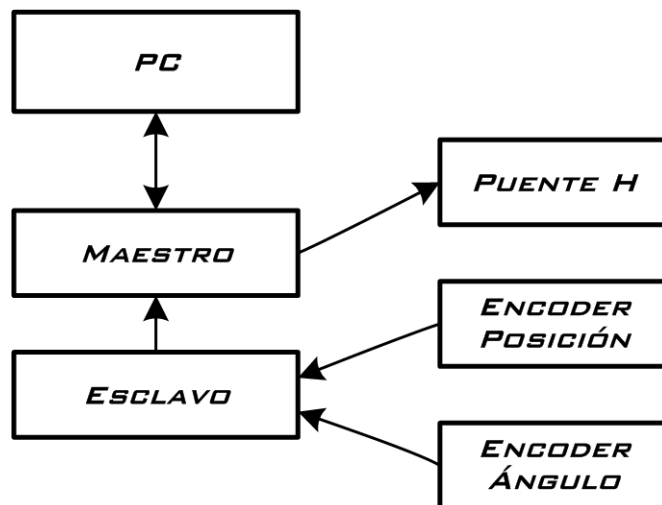 PC
PUENTE H
MAESTRO
ENCODER
POSICIÓN
ESCLAVO
ENCODER
ÁNGULO